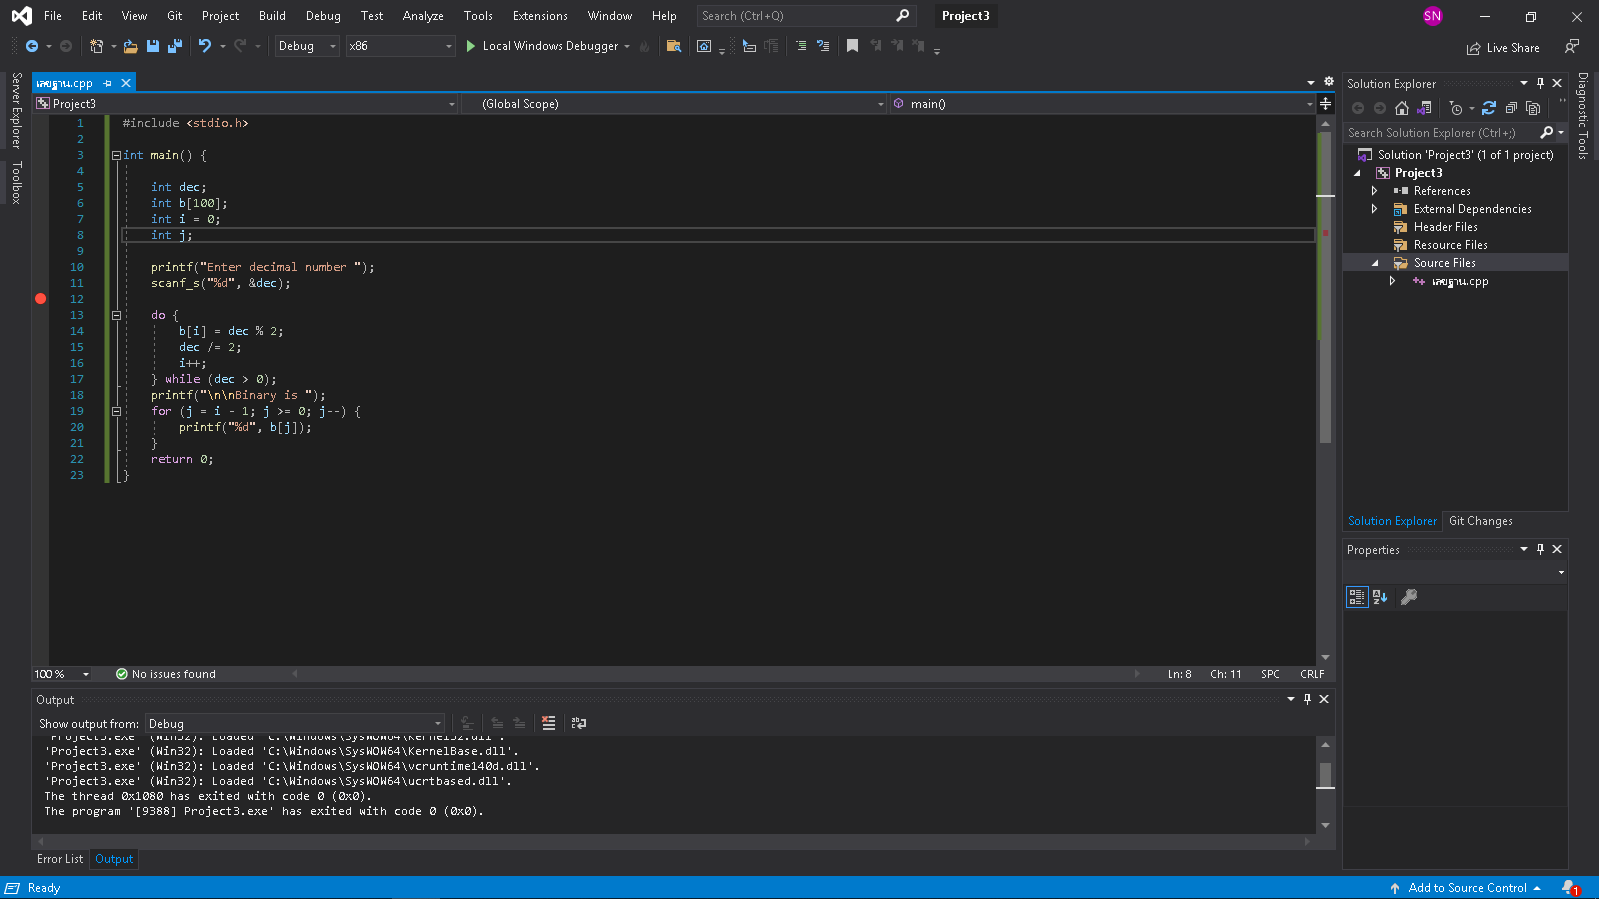 File Edit View Git Project Build Debug Test Analyze Tools Extensions Window Help Search (Ctrl+Q) Project3 SN
Debug x86 Local Windows Debugger Live Share
Server Explorer
Toolbox
เลขฐาน.cpp
Project3 (Global Scope) main()
1 #include <stdio.h>
2
3 int main() {
4
5 int dec;
6 int b[100];
7 int i = 0;
8 int j;
9
10 printf("Enter decimal number ");
11 scanf_s("%d", &dec);
12
13 do {
14 b[i] = dec % 2;
15 dec /= 2;
16 i++;
17 } while (dec > 0);
18 printf("\n\nBinary is ");
19 for (j = i - 1; j >= 0; j--) {
20 printf("%d", b[j]);
21 }
22 return 0;
23 }
100 % No issues found Ln: 8 Ch: 11 SPC CRLF
Output
Show output from: Debug
'Project3.exe' (Win32): Loaded 'C:\Windows\SysWOW64\kernel32.dll'.
'Project3.exe' (Win32): Loaded 'C:\Windows\SysWOW64\KernelBase.dll'.
'Project3.exe' (Win32): Loaded 'C:\Windows\SysWOW64\vcruntime140d.dll'.
'Project3.exe' (Win32): Loaded 'C:\Windows\SysWOW64\ucrtbased.dll'.
The thread 0x1080 has exited with code 0 (0x0).
The program '[9388] Project3.exe' has exited with code 0 (0x0).
Error List Output
Solution Explorer
Search Solution Explorer (Ctrl+;)
Solution 'Project3' (1 of 1 project)
Project3
References
External Dependencies
Header Files
Resource Files
Source Files
เลขฐาน.cpp
Solution Explorer Git Changes
Properties
Diagnostic Tools
Ready Add to Source Control 1